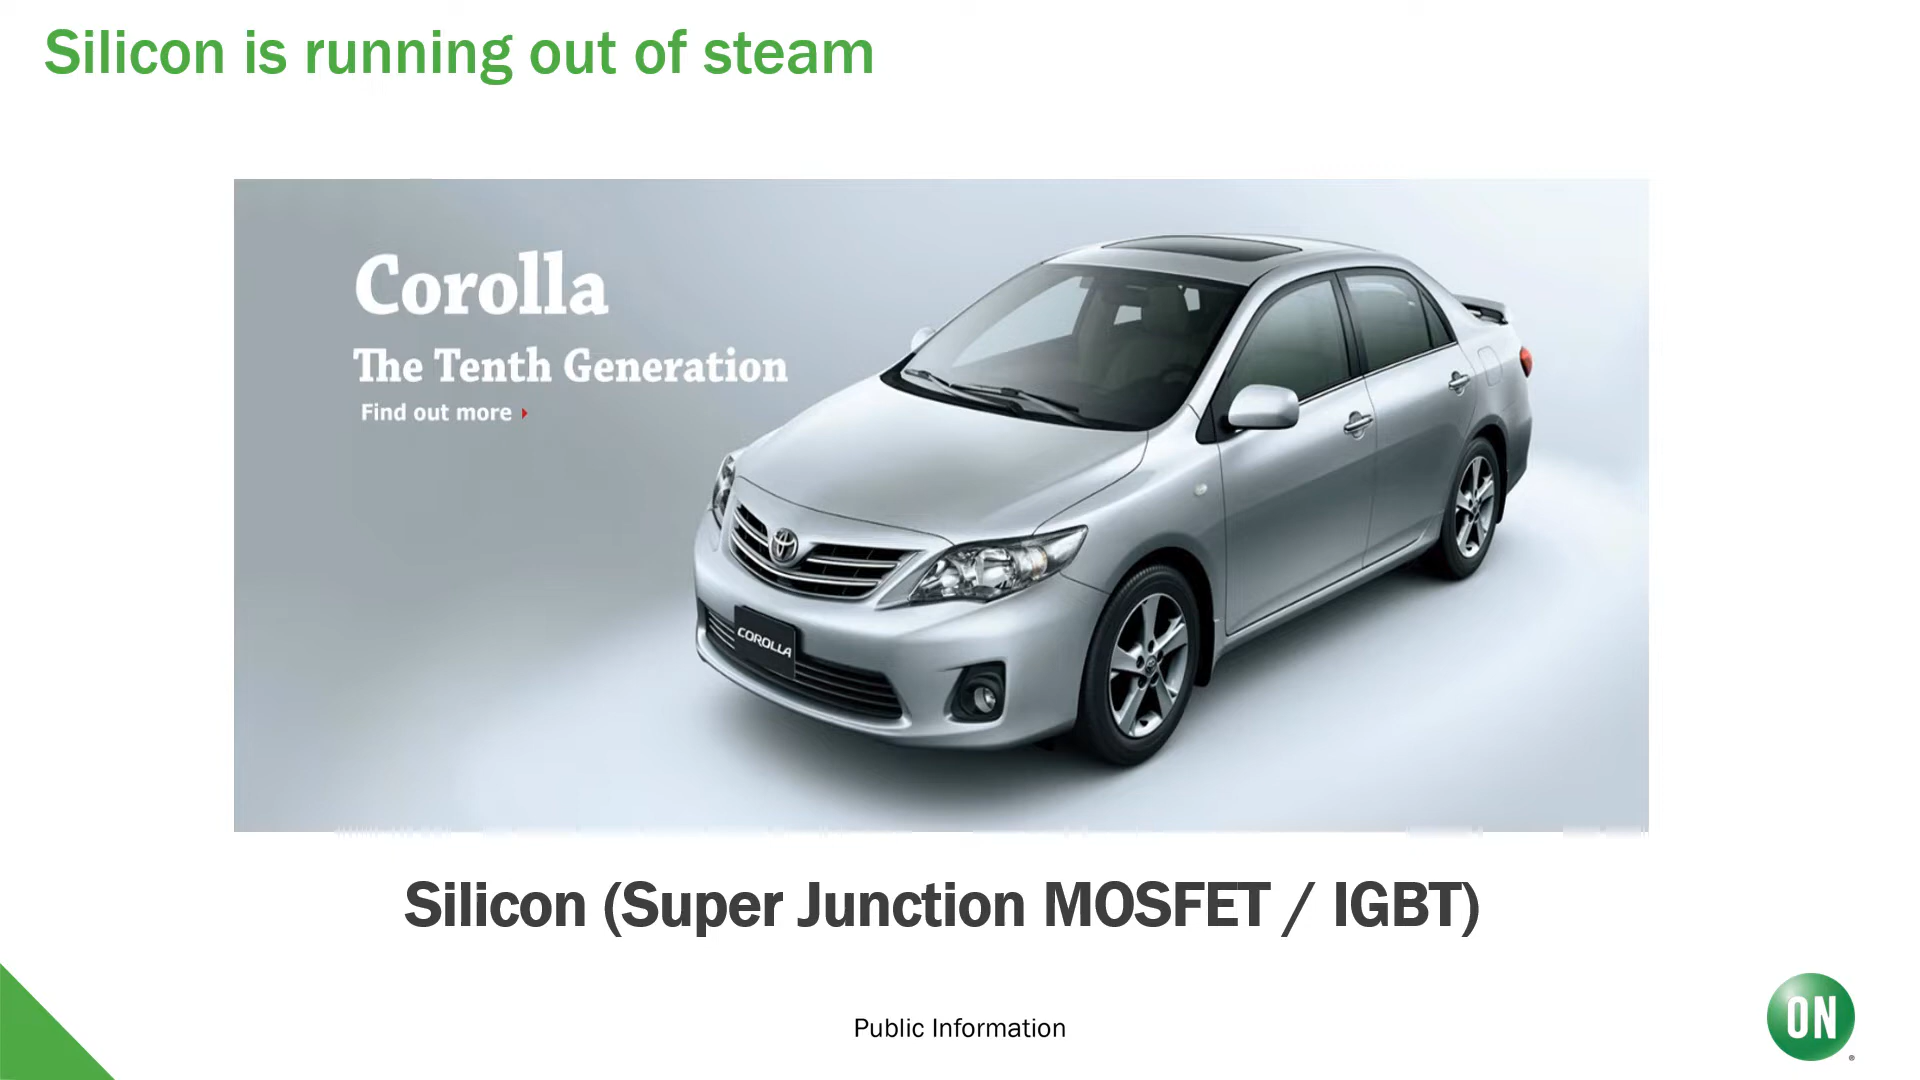 Silicon is running out of steam
Corolla
The Tenth Generation
Find out more
COROLLA
Silicon (Super Junction MOSFET / IGBT)
Public Information
ON